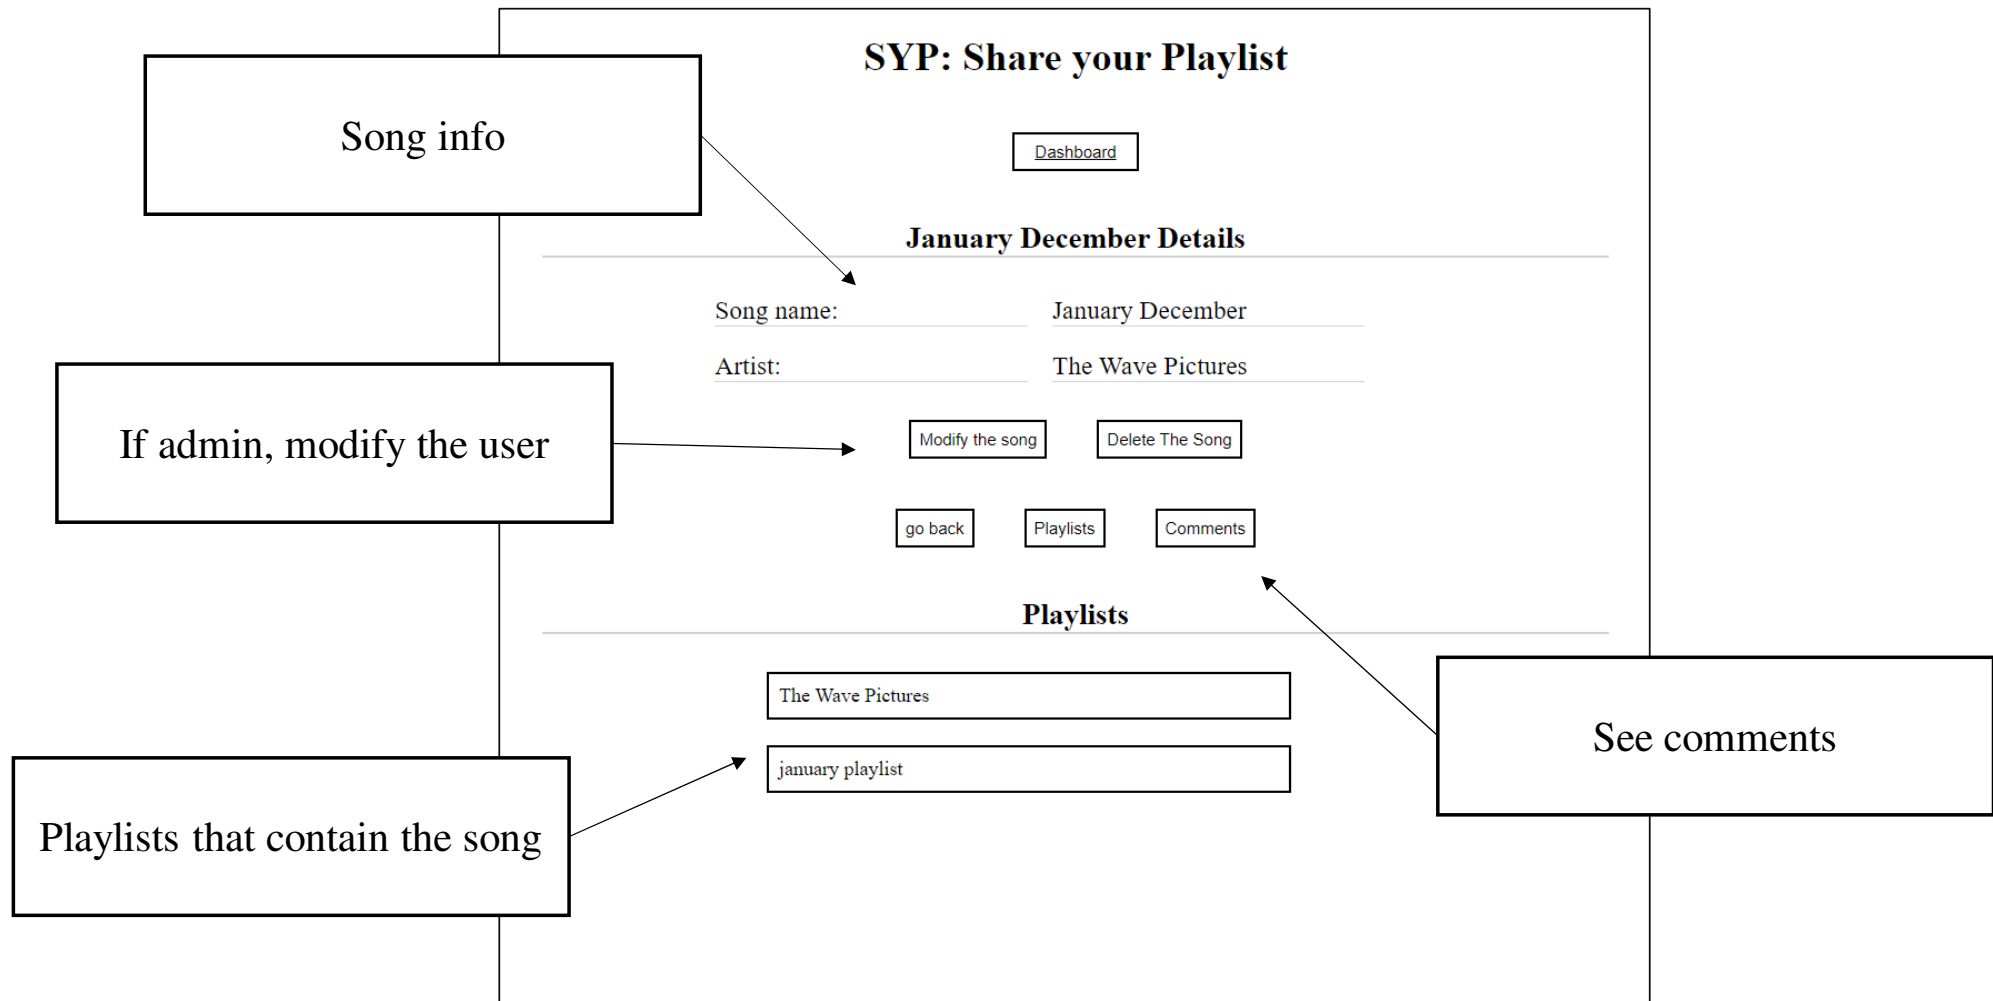 SYP: Share your Playlist
Song info
Dashboard
January December Details
Song name: January December
Artist: The Wave Pictures
If admin, modify the user
Modify the song Delete The Song
go back Playlists Comments
Playlists
The Wave Pictures
See comments
january playlist
Playlists that contain the song